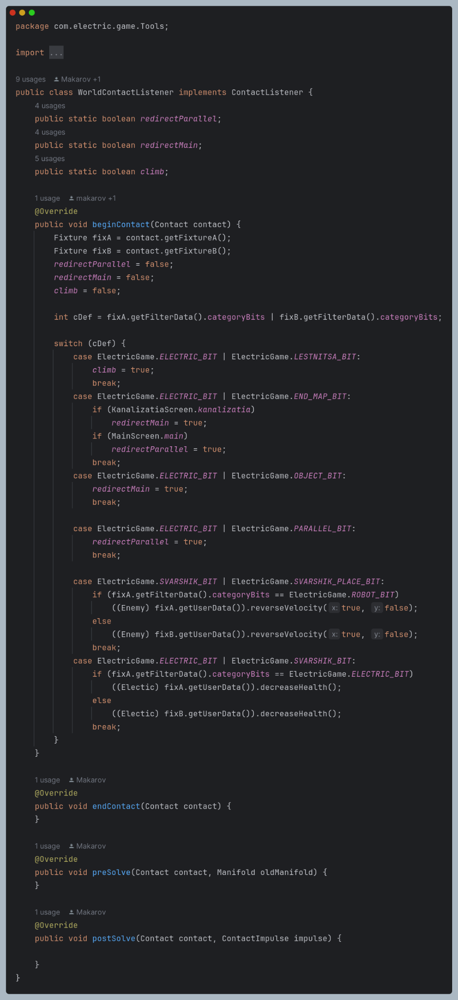 package com.electric.game.Tools;
import ...
9 usages Makarov +1
public class WorldContactListener implements ContactListener {
4 usages
public static boolean redirectParallel;
4 usages
public static boolean redirectMain;
5 usages
public static boolean climb;
1 usage makarov +1
@Override
public void beginContact(Contact contact) {
Fixture fixA = contact.getFixtureA();
Fixture fixB = contact.getFixtureB();
redirectParallel = false;
redirectMain = false;
climb = false;
int cDef = fixA.getFilterData().categoryBits | fixB.getFilterData().categoryBits;
switch (cDef) {
case ElectricGame.ELECTRIC_BIT | ElectricGame.LESTNITSA_BIT:
climb = true;
break;
case ElectricGame.ELECTRIC_BIT | ElectricGame.END_MAP_BIT:
if (KanalizatiaScreen.kanalizatia)
redirectMain = true;
if (MainScreen.main)
redirectParallel = true;
break;
case ElectricGame.ELECTRIC_BIT | ElectricGame.OBJECT_BIT:
redirectMain = true;
break;
case ElectricGame.ELECTRIC_BIT | ElectricGame.PARALLEL_BIT:
redirectParallel = true;
break;
case ElectricGame.SVARSHIK_BIT | ElectricGame.SVARSHIK_PLACE_BIT:
if (fixA.getFilterData().categoryBits == ElectricGame.ROBOT_BIT)
((Enemy) fixA.getUserData()).reverseVelocity( x: true, y: false);
else
((Enemy) fixB.getUserData()).reverseVelocity( x: true, y: false);
break;
case ElectricGame.ELECTRIC_BIT | ElectricGame.SVARSHIK_BIT:
if (fixA.getFilterData().categoryBits == ElectricGame.ELECTRIC_BIT)
((Electic) fixA.getUserData()).decreaseHealth();
else
((Electic) fixB.getUserData()).decreaseHealth();
break;
}
}
1 usage Makarov
@Override
public void endContact(Contact contact) {
}
1 usage Makarov
@Override
public void preSolve(Contact contact, Manifold oldManifold) {
}
1 usage Makarov
@Override
public void postSolve(Contact contact, ContactImpulse impulse) {
}
}